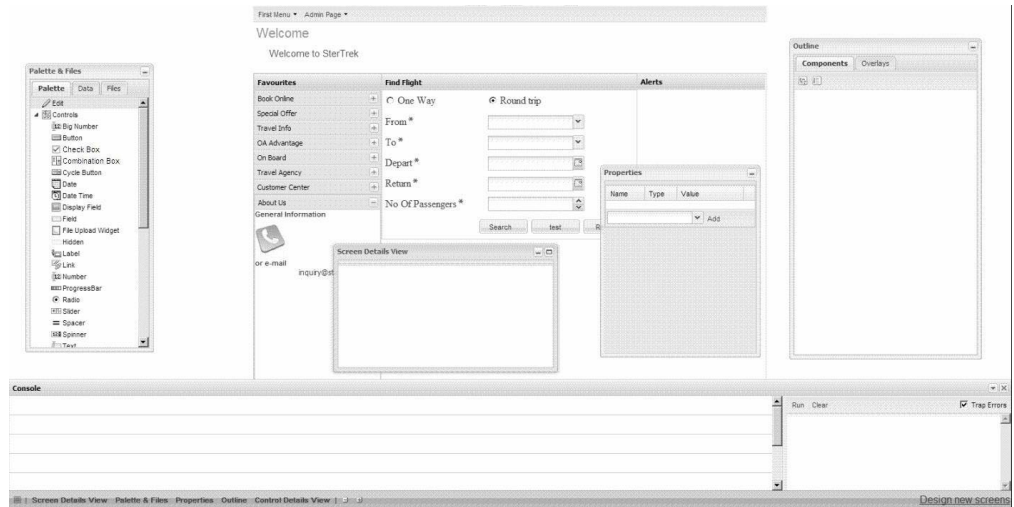 First Menu Admin Page
Welcome
Welcome to SterTrek
Palette & Files
Palette Data Files
Edit
Controls
Big Number
Button
Check Box
Combination Box
Cycle Button
Date
Date Time
Display Field
Field
File Upload Widget
Hidden
Label
Link
Number
ProgressBar
Radio
Slider
Spacer
Spinner
Text
Favourites
Book Online
Special Offer
Travel Info
OA Advantage
On Board
Travel Agency
Customer Center
About Us
General Information
or e-mail
inquiry@st
Find Flight
One Way Round trip
From *
To *
Depart *
Return *
No Of Passengers *
Search test R
Alerts
Screen Details View
Properties
Name Type Value
Add
Outline
Components Overlays
Console
Run Clear Trap Errors
Screen Details View Palette & Files Properties Outline Control Details View
Design new screens